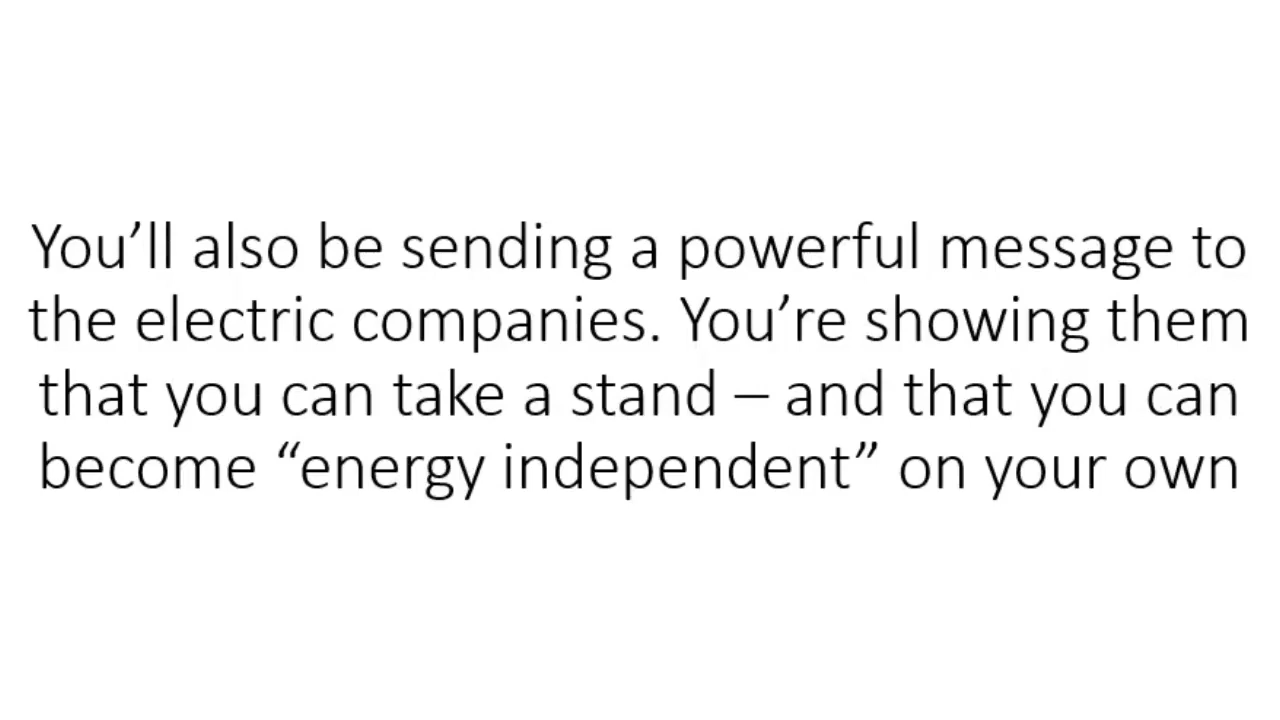 You’ll also be sending a powerful message to
the electric companies. You’re showing them
that you can take a stand – and that you can
become “energy independent” on your own